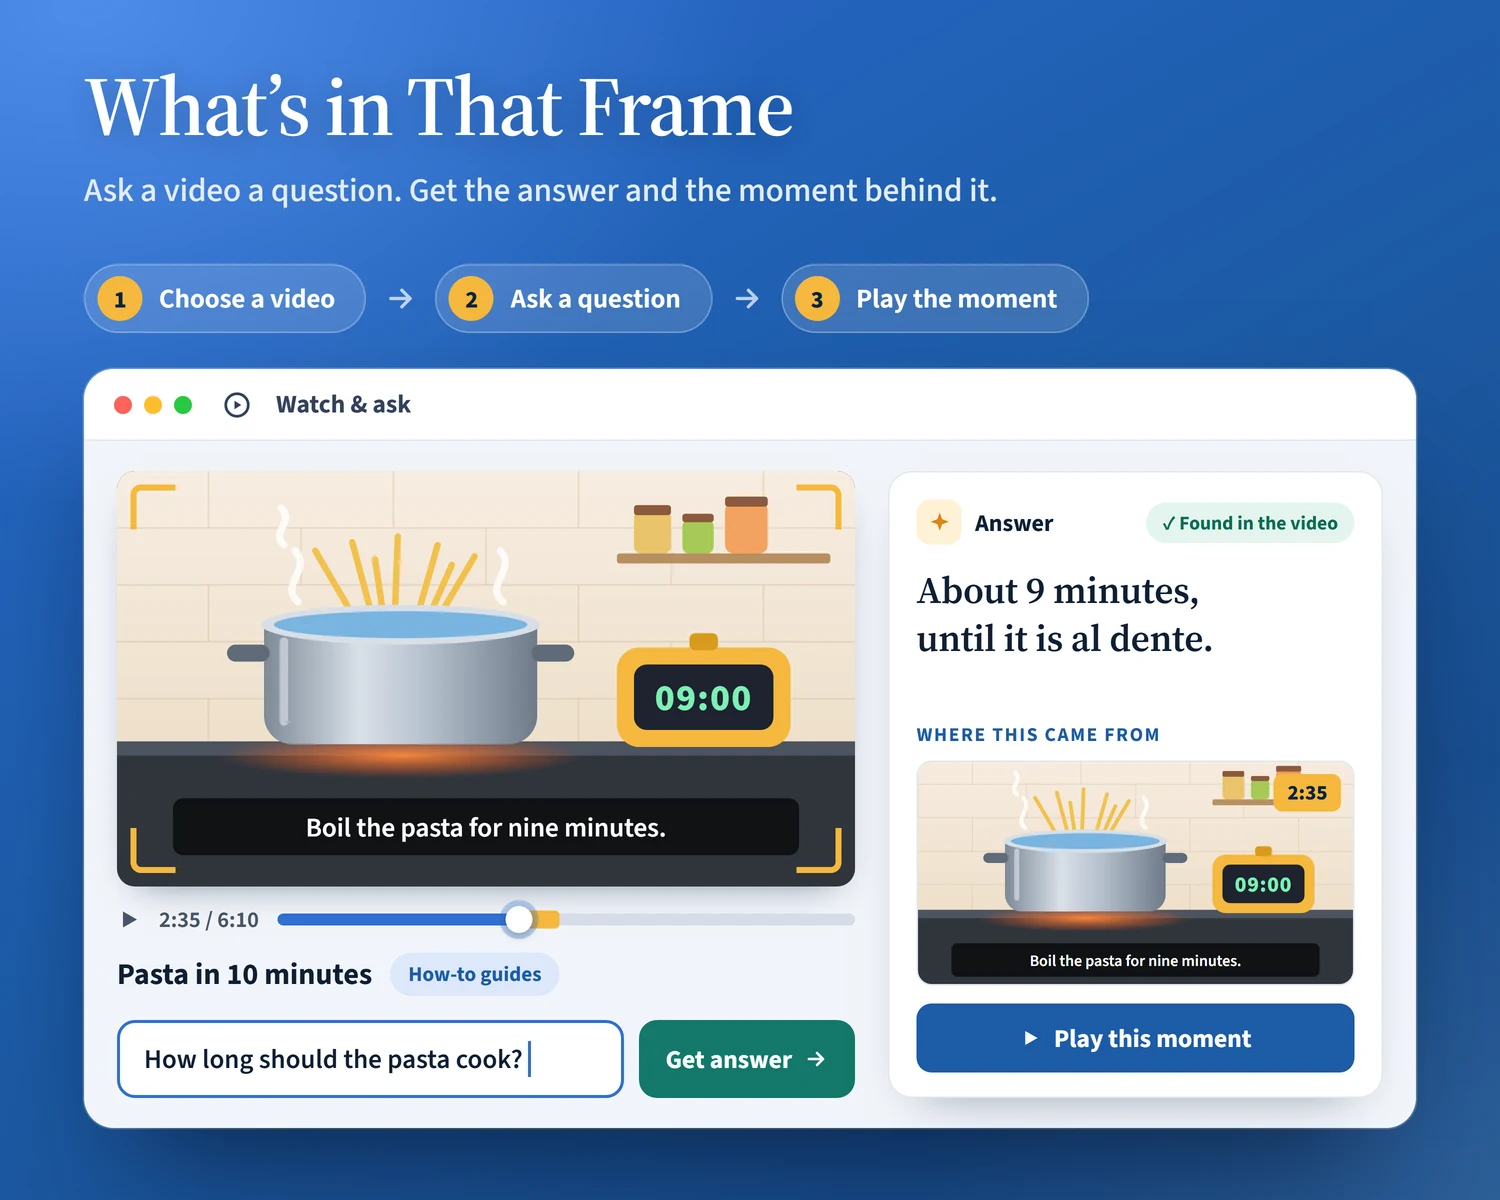 What’s in That Frame
Ask a video a question. Get the answer and the moment behind it.
1 Choose a video → 2 Ask a question → 3 Play the moment
Watch & ask
09:00
Boil the pasta for nine minutes.
2:35 / 6:10
Pasta in 10 minutes How-to guides
How long should the pasta cook?
Get answer →
Answer
✓ Found in the video
About 9 minutes,
until it is al dente.
WHERE THIS CAME FROM
2:35
09:00
Boil the pasta for nine minutes.
Play this moment